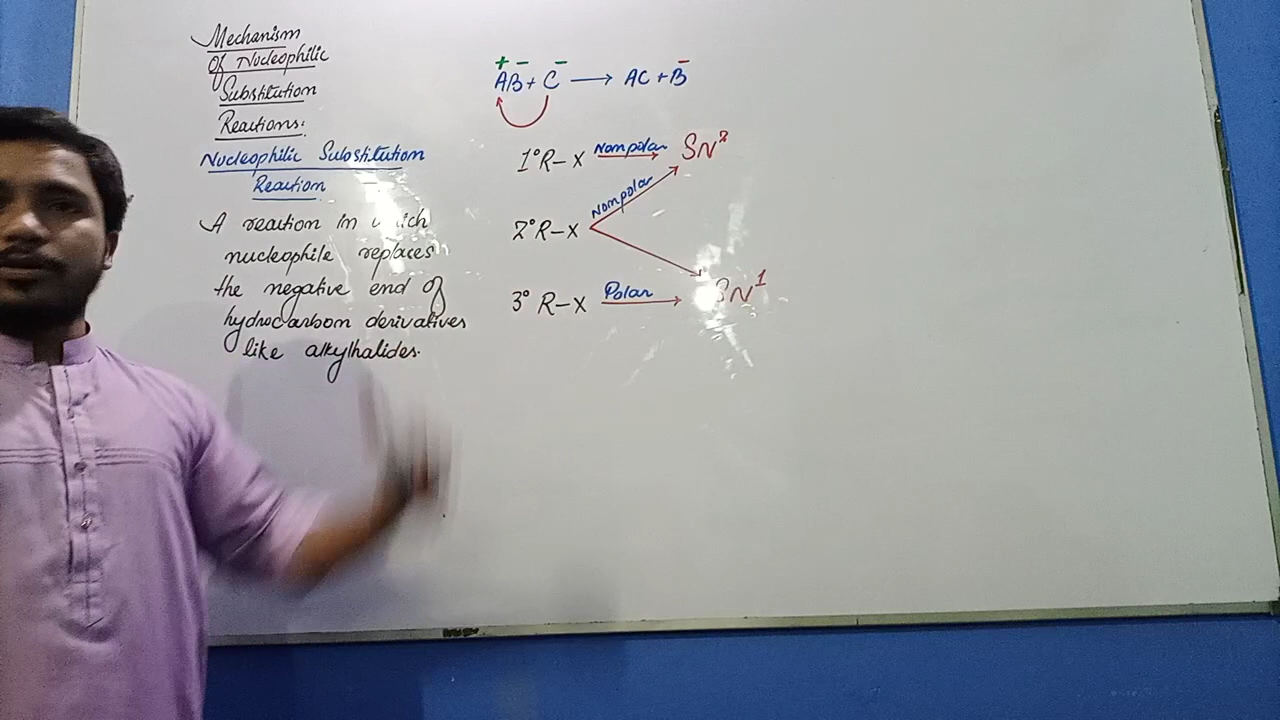 Mechanism
of Nucleophilic
Substitution
Reactions:
Nucleophilic Substitution
Reaction
A reaction in which
nucleophile replaces
the negative end of
hydrocarbon derivatives
like alkylhalides.
+ − −
AB + C → AC + B −
1° R–X Nonpolar SN²
Nonpolar
2° R–X
3° R–X Polar SN¹